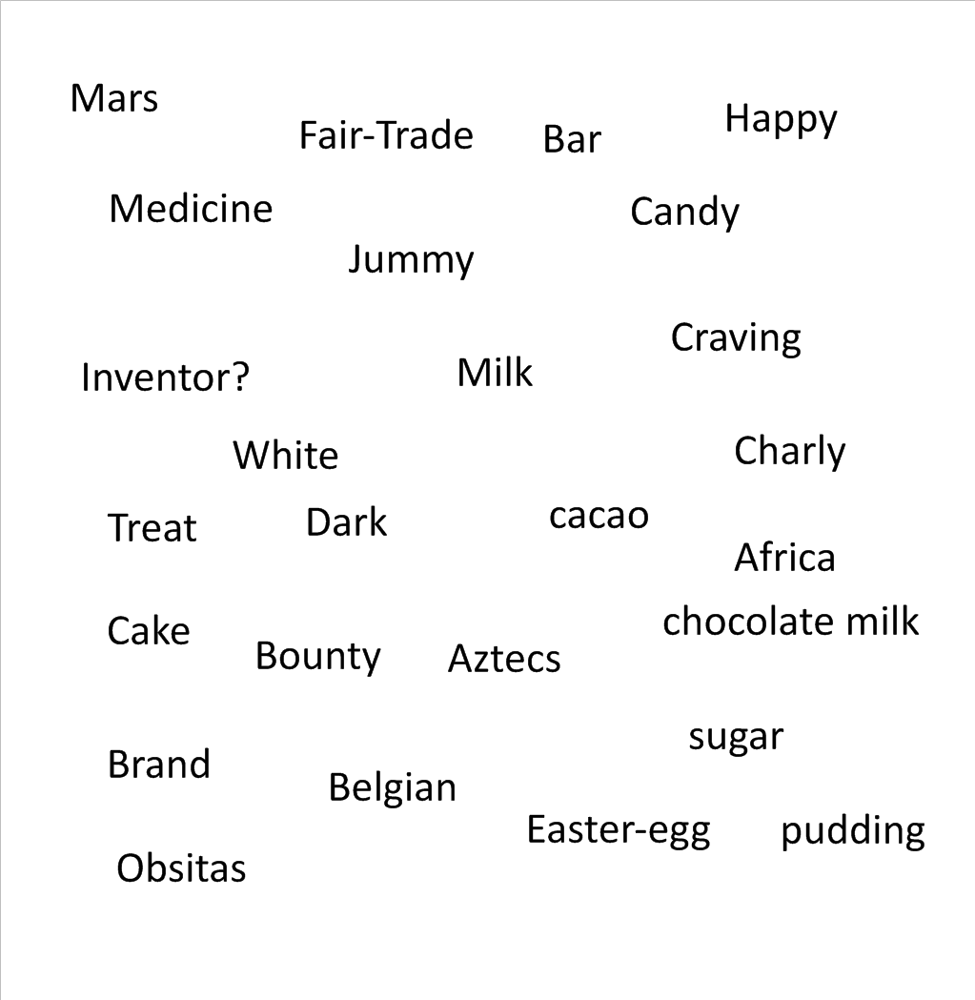 Mars
Fair-Trade
Bar
Happy
Medicine
Candy
Jummy
Craving
Inventor?
Milk
White
Charly
Treat
Dark
cacao
Africa
Cake
chocolate milk
Bounty
Aztecs
sugar
Brand
Belgian
Easter-egg
pudding
Obsitas